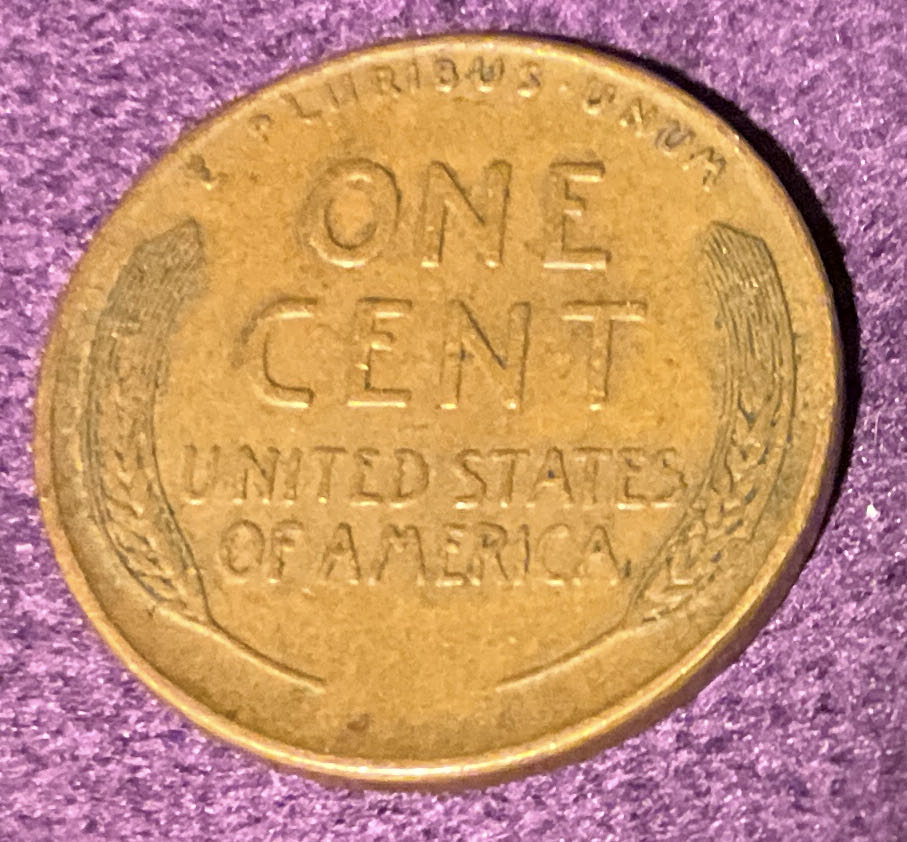 E PLURIBUS · UNUM
ONE
CENT
UNITED STATES
OF AMERICA